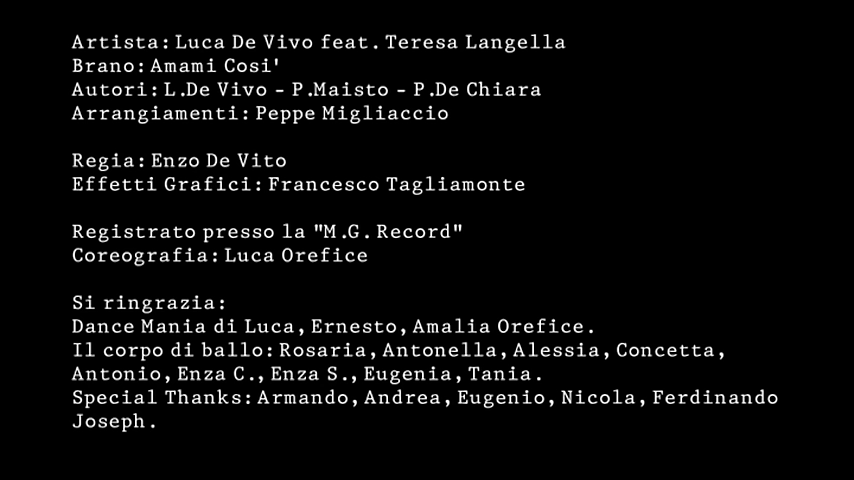 Artista: Luca De Vivo feat. Teresa Langella
Brano: Amami Cosi'
Autori: L.De Vivo - P.Maisto - P.De Chiara
Arrangiamenti: Peppe Migliaccio
Regia: Enzo De Vito
Effetti Grafici: Francesco Tagliamonte
Registrato presso la "M.G. Record"
Coreografia: Luca Orefice
Si ringrazia:
Dance Mania di Luca, Ernesto, Amalia Orefice.
Il corpo di ballo: Rosaria, Antonella, Alessia, Concetta,
Antonio, Enza C., Enza S., Eugenia, Tania.
Special Thanks: Armando, Andrea, Eugenio, Nicola, Ferdinando
Joseph.